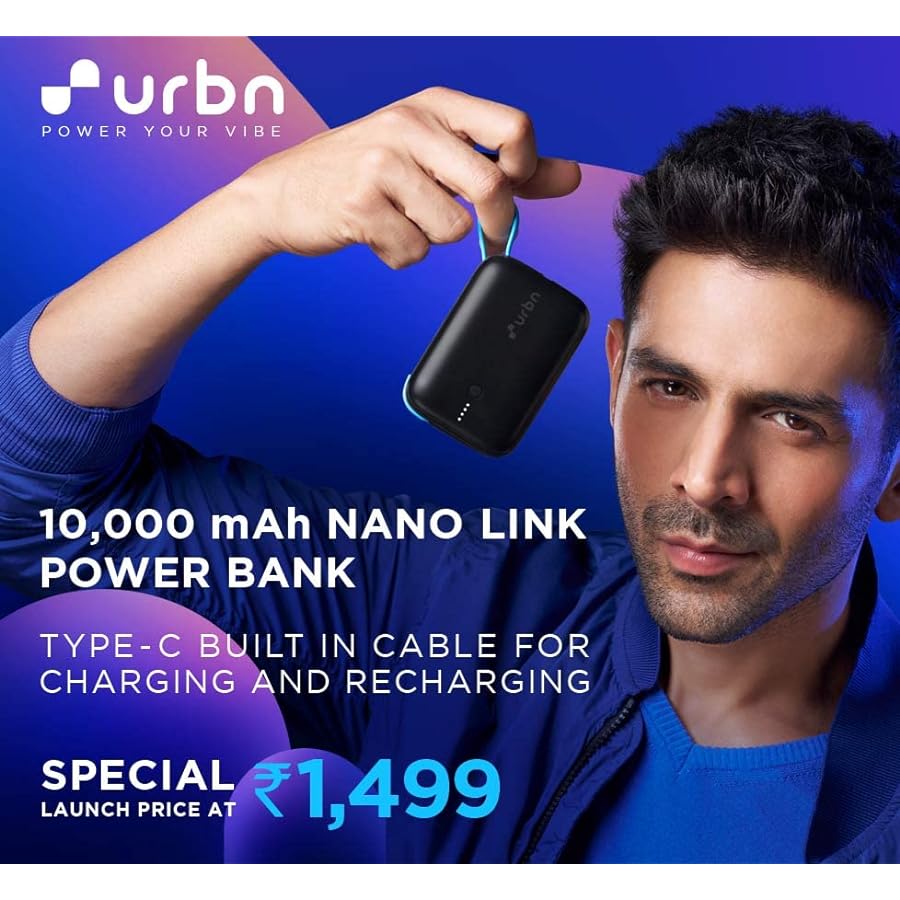 urbn
POWER YOUR VIBE
urbn
10,000 mAh NANO LINK
POWER BANK
TYPE-C BUILT IN CABLE FOR
CHARGING AND RECHARGING
SPECIAL
LAUNCH PRICE AT ₹1,499